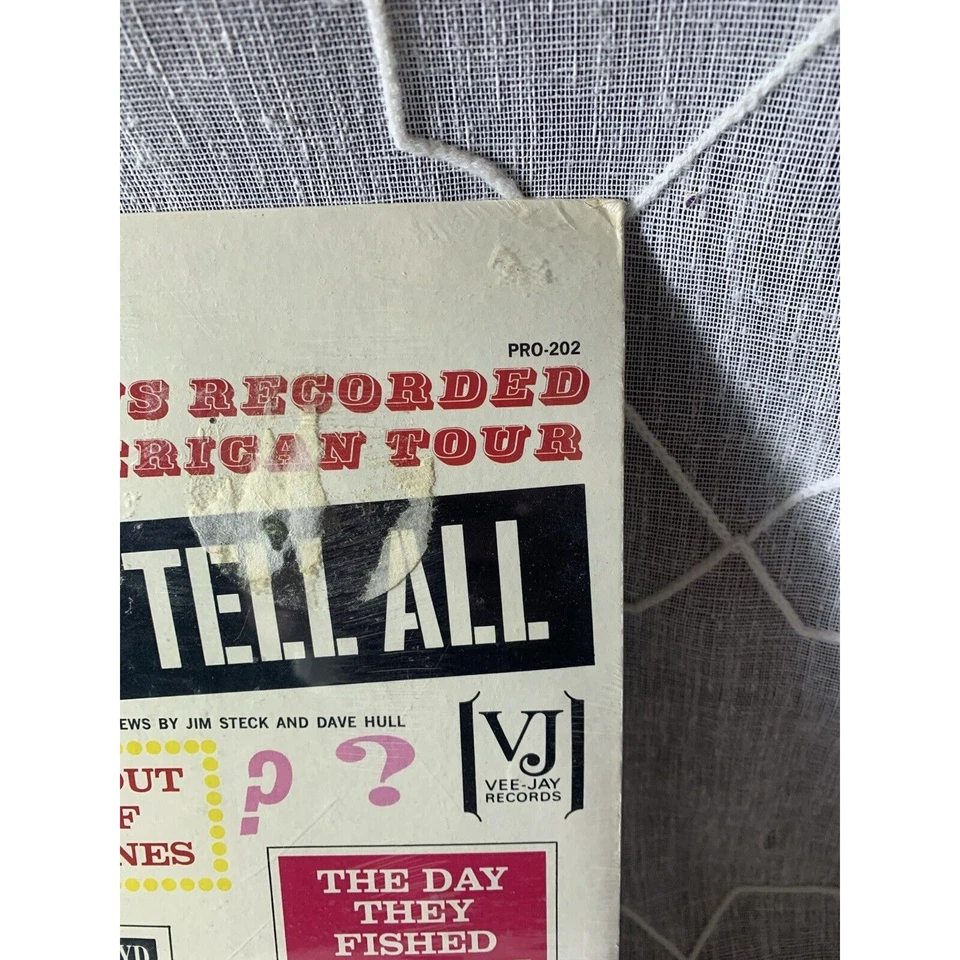 PRO-202
'S RECORDED
RICAN TOUR
TELL ALL
EWS BY JIM STECK AND DAVE HULL
? ?
VJ
VEE-JAY
RECORDS
OUT
F
NES
THE DAY
THEY
FISHED